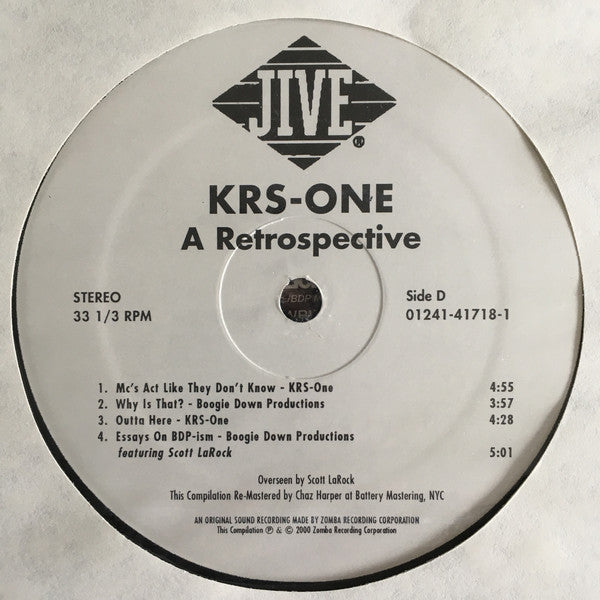 JIVE®
KRS-ONE
A Retrospective
STEREO
33 1/3 RPM
Side D
01241-41718-1
1. Mc's Act Like They Don't Know - KRS-One 4:55
2. Why Is That? - Boogie Down Productions 3:57
3. Outta Here - KRS-One 4:28
4. Essays On BDP-ism - Boogie Down Productions
featuring Scott LaRock 5:01
Overseen by Scott LaRock
This Compilation Re-Mastered by Chaz Harper at Battery Mastering, NYC
AN ORIGINAL SOUND RECORDING MADE BY ZOMBA RECORDING CORPORATION
This Compilation ℗ & © 2000 Zomba Recording Corporation